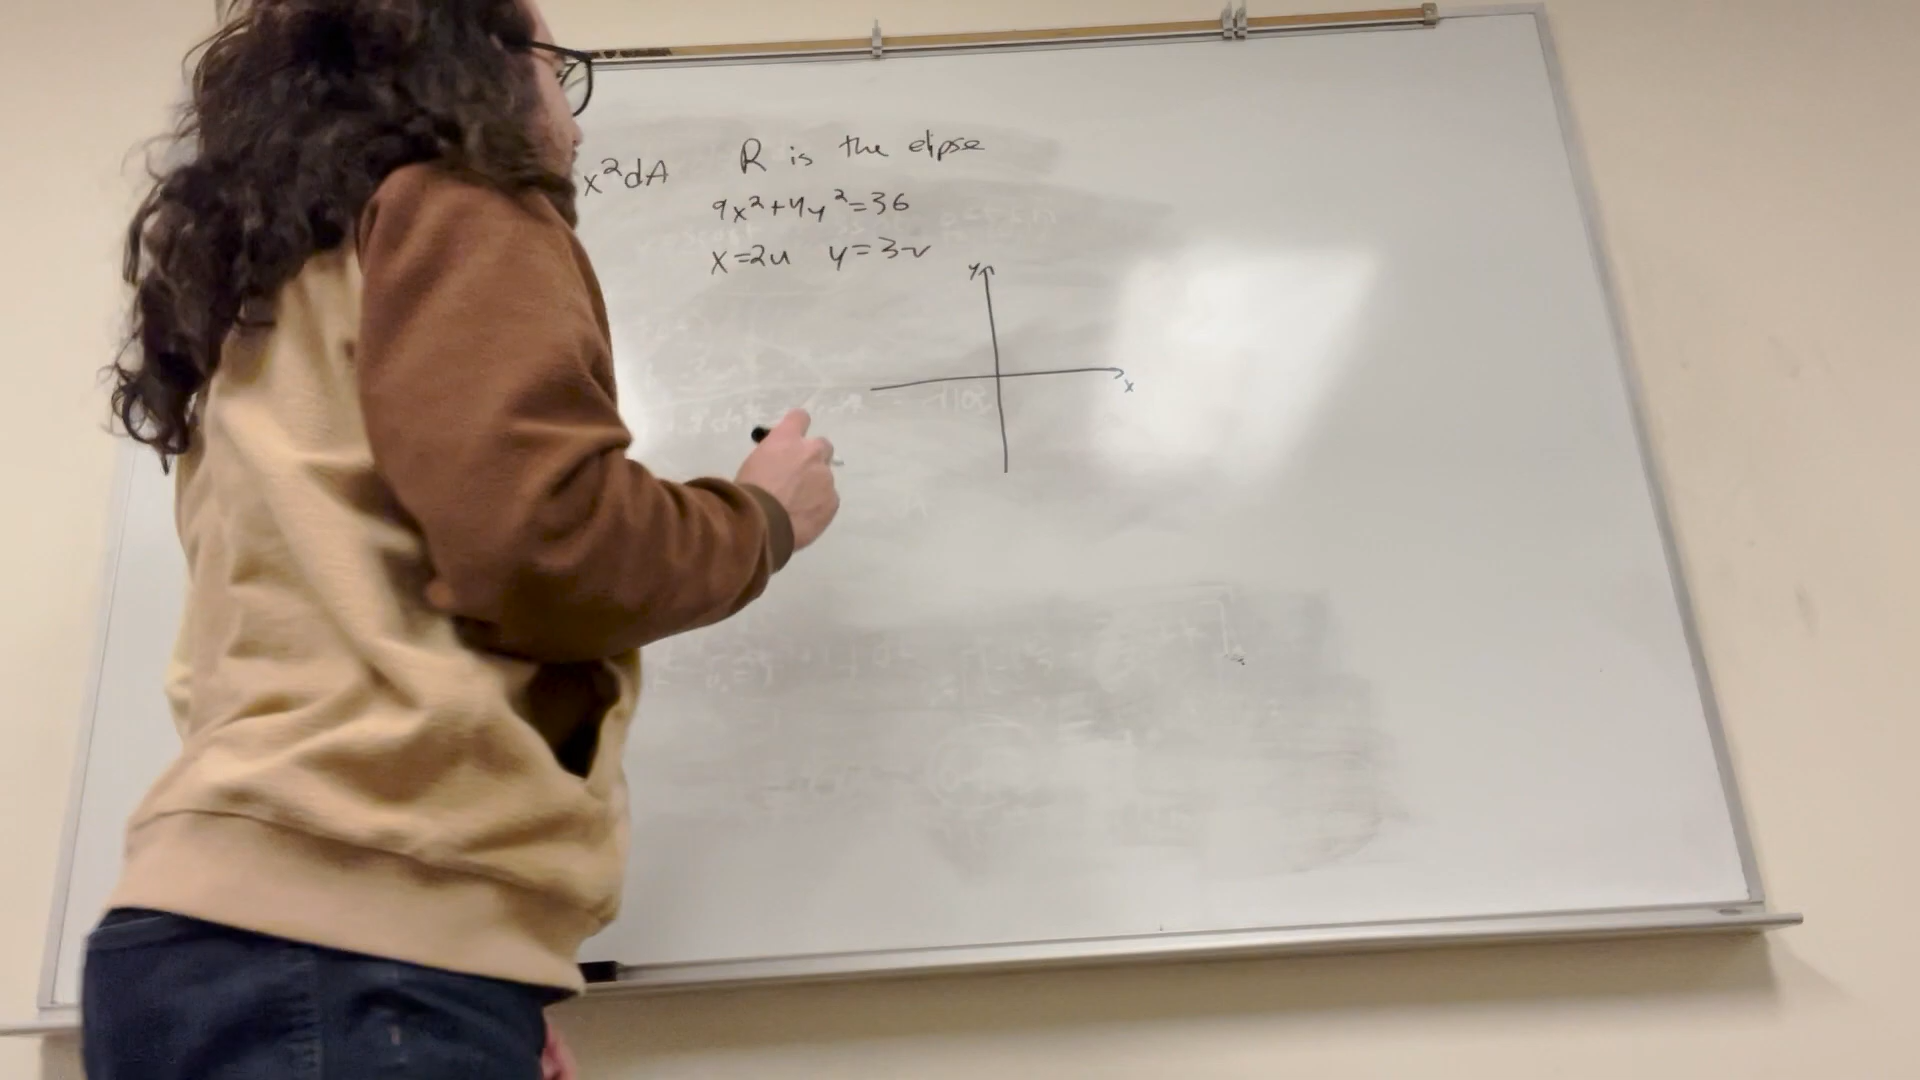 x²dA R is the elipse
9x²+4y²=36
x=2u y=3v
y
x